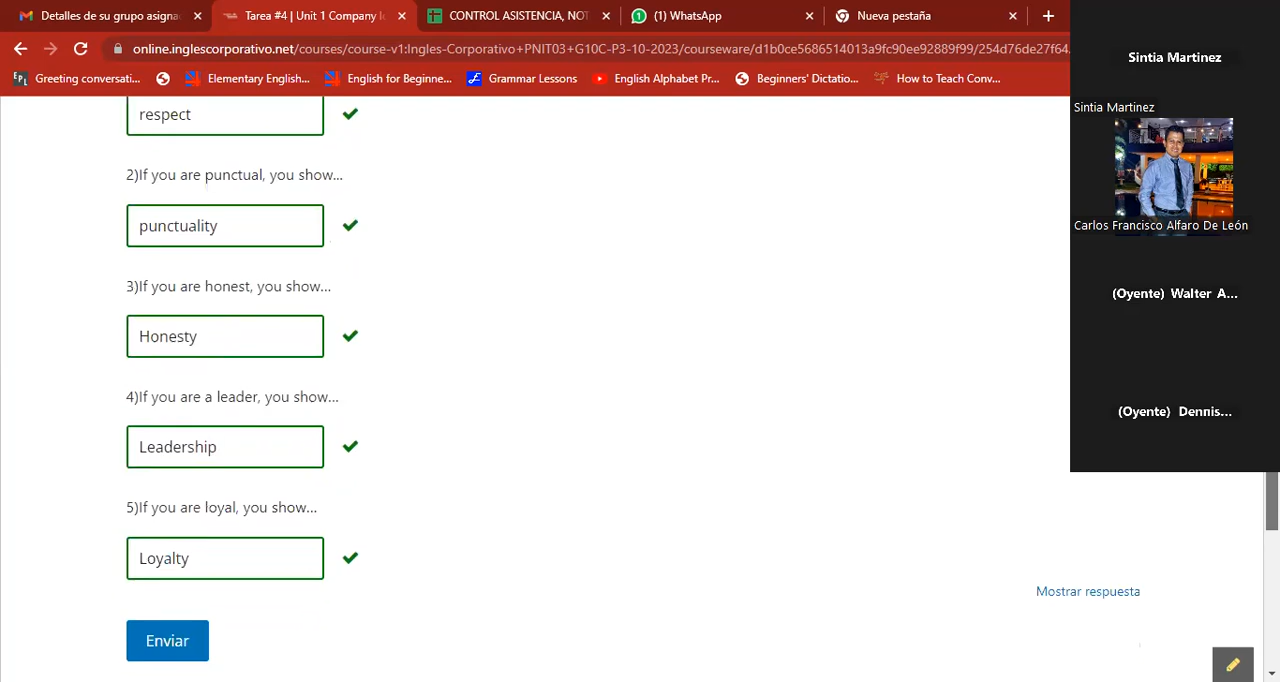 Detalles de su grupo asigna
Tarea #4 | Unit 1 Company I
CONTROL ASISTENCIA, NOT
(1) WhatsApp
Nueva pestaña
online.inglescorporativo.net/courses/course-v1:Ingles-Corporativo+PNIT03+G10C-P3-10-2023/courseware/d1b0ce5686514013a9fc90ee92889f99/254d76de27f64.
Greeting conversati...
Elementary English...
English for Beginne...
Grammar Lessons
English Alphabet Pr...
Beginners' Dictatio...
How to Teach Conv...
respect
2)If you are punctual, you show...
punctuality
3)If you are honest, you show...
Honesty
4)If you are a leader, you show...
Leadership
5)If you are loyal, you show...
Loyalty
Mostrar respuesta
Enviar
Sintia Martinez
Sintia Martinez
Carlos Francisco Alfaro De León
(Oyente) Walter A...
(Oyente) Dennis...